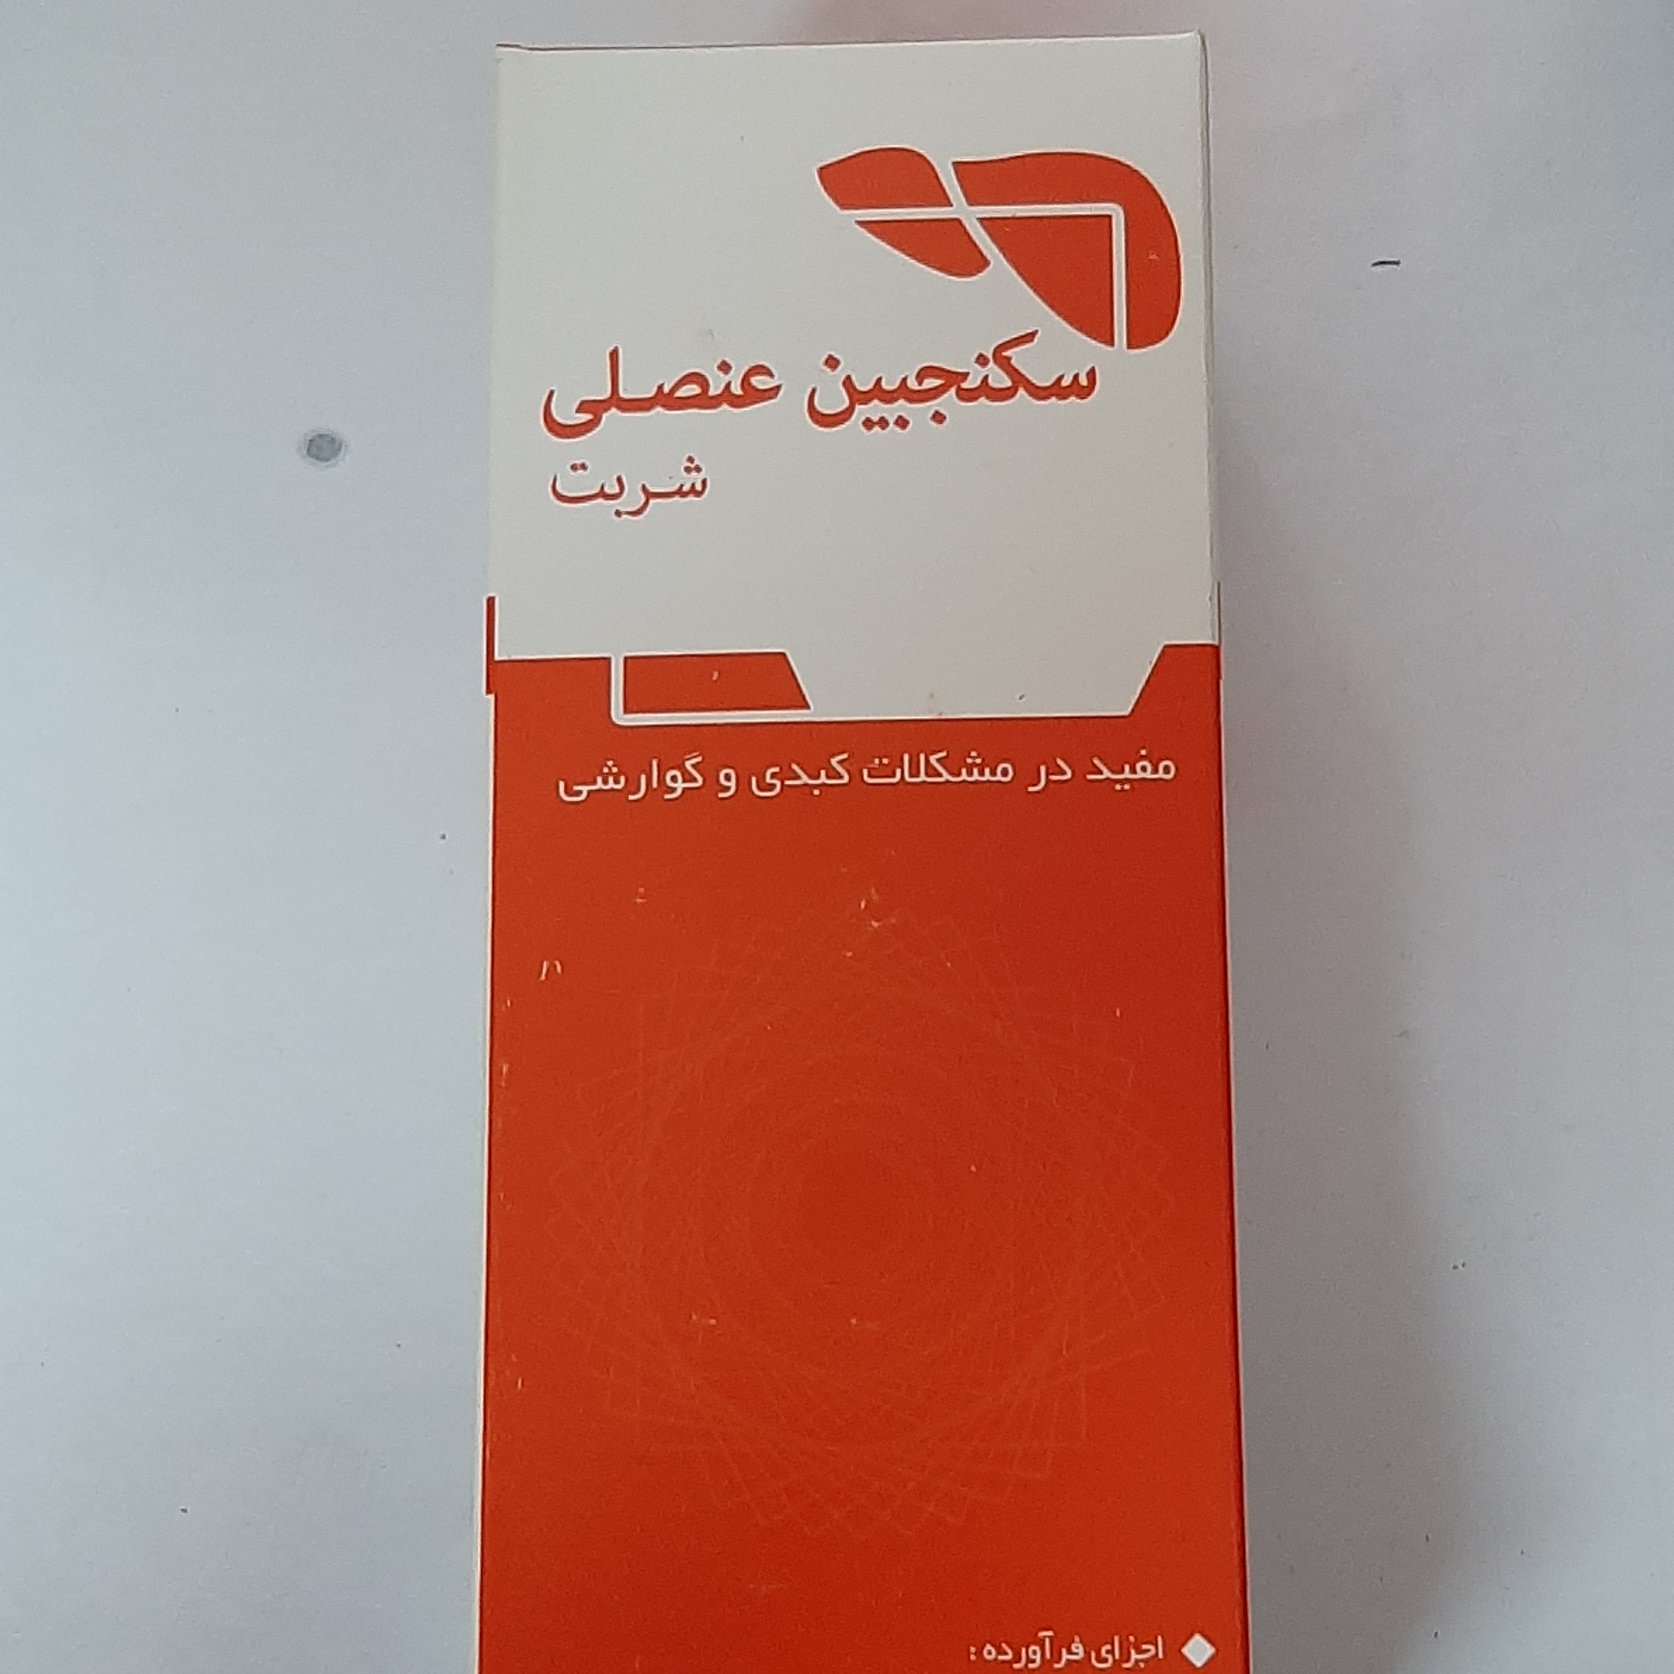 سکنجبین عنصلی
شربت
مفید در مشکلات کبدی و گوارشی
اجزای فرآورده :